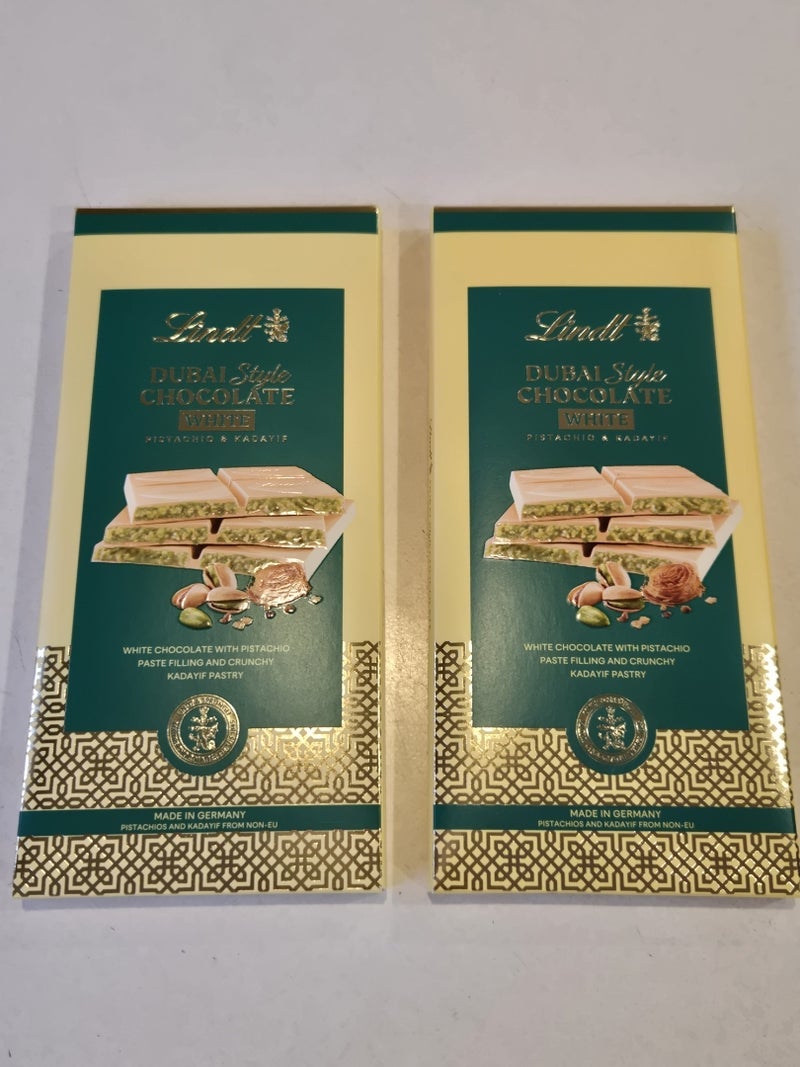 Lindt
DUBAI Style
CHOCOLATE
WHITE
PISTACHIO & KADAYIF
WHITE CHOCOLATE WITH PISTACHIO
PASTE FILLING AND CRUNCHY
KADAYIF PASTRY
MADE IN GERMANY
PISTACHIOS AND KADAYIF FROM NON-EU
Lindt
DUBAI Style
CHOCOLATE
WHITE
PISTACHIO & KADAYIF
WHITE CHOCOLATE WITH PISTACHIO
PASTE FILLING AND CRUNCHY
KADAYIF PASTRY
MADE IN GERMANY
PISTACHIOS AND KADAYIF FROM NON-EU